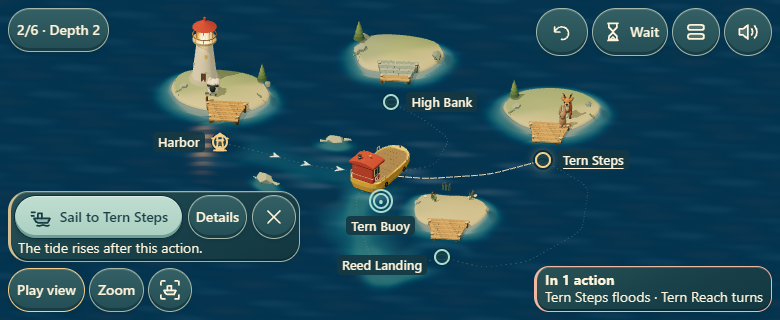 2/6 · Depth 2
Wait
High Bank
Harbor
Tern Steps
Sail to Tern Steps
Details
The tide rises after this action.
Tern Buoy
Reed Landing
Play view
Zoom
In 1 action
Tern Steps floods · Tern Reach turns